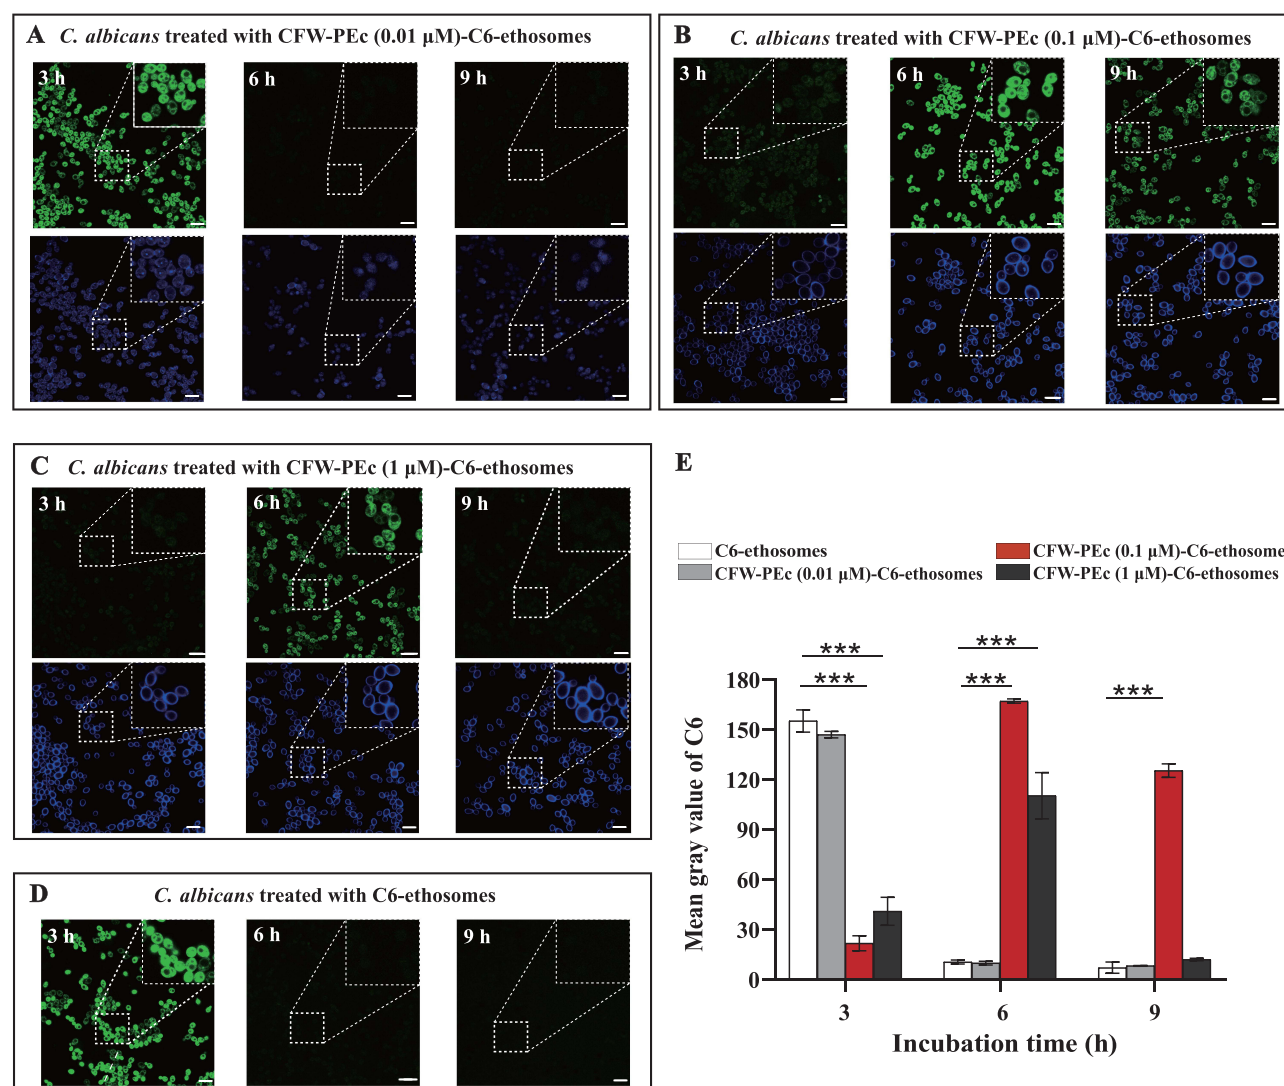 A C. albicans treated with CFW-PEc (0.01 µM)-C6-ethosomes
3 h
6 h
9 h
B C. albicans treated with CFW-PEc (0.1 µM)-C6-ethosomes
3 h
6 h
9 h
C C. albicans treated with CFW-PEc (1 µM)-C6-ethosomes
3 h
6 h
9 h
D C. albicans treated with C6-ethosomes
3 h
6 h
9 h
E
C6-ethosomes
CFW-PEc (0.01 µM)-C6-ethosomes
CFW-PEc (0.1 µM)-C6-ethosome
CFW-PEc (1 µM)-C6-ethosomes
*** ***
*** *** ***
Mean gray value of C6
180
150
120
90
60
30
0
3 6 9
Incubation time (h)